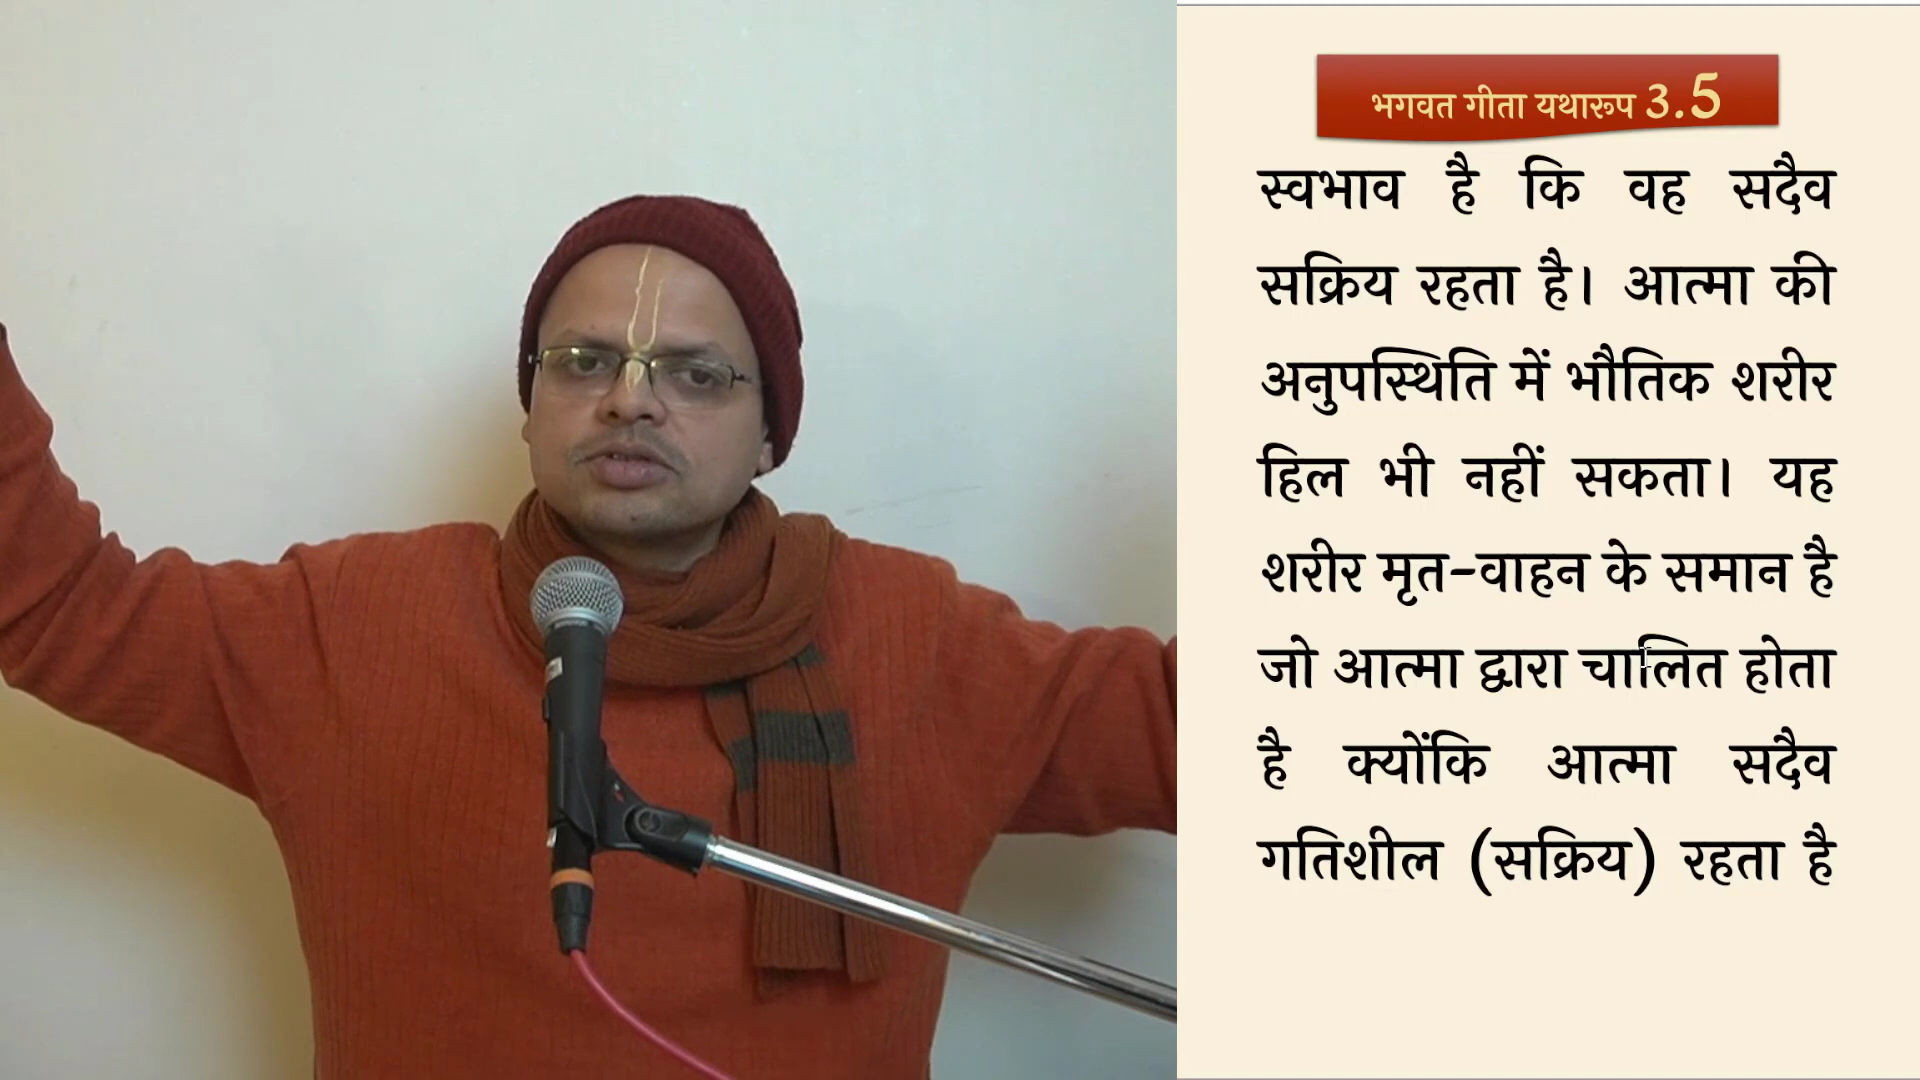 भगवत गीता यथारूप 3.5
स्वभाव है कि वह सदैव
सक्रिय रहता है। आत्मा की
अनुपस्थिति में भौतिक शरीर
हिल भी नहीं सकता। यह
शरीर मृत-वाहन के समान है
जो आत्मा द्वारा चालित होता
है क्योंकि आत्मा सदैव
गतिशील (सक्रिय) रहता है